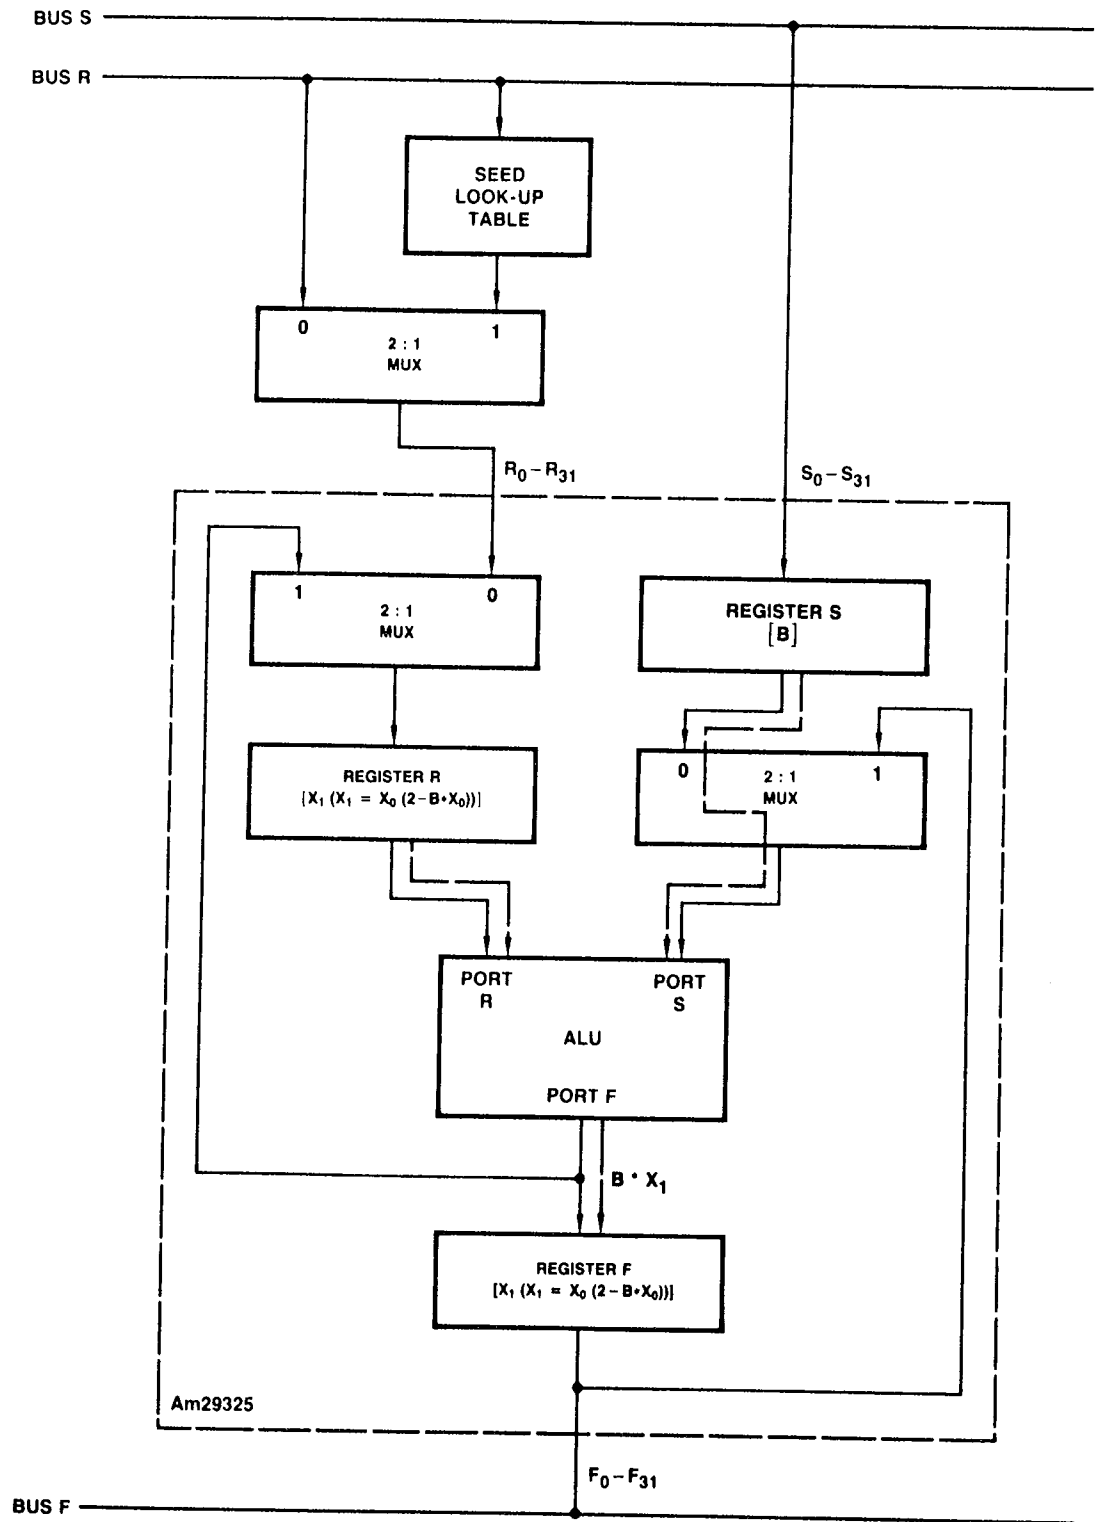 BUS S
BUS R
SEED
LOOK-UP
TABLE
0 1
2 : 1
MUX
R0–R31
S0–S31
1 0
2 : 1
MUX
REGISTER S
[B]
REGISTER R
[X1 (X1 = X0 (2–B•X0))]
0 1
2 : 1
MUX
PORT
R
PORT
S
ALU
PORT F
B * X1
REGISTER F
[X1 (X1 = X0 (2–B•X0))]
Am29325
F0–F31
BUS F